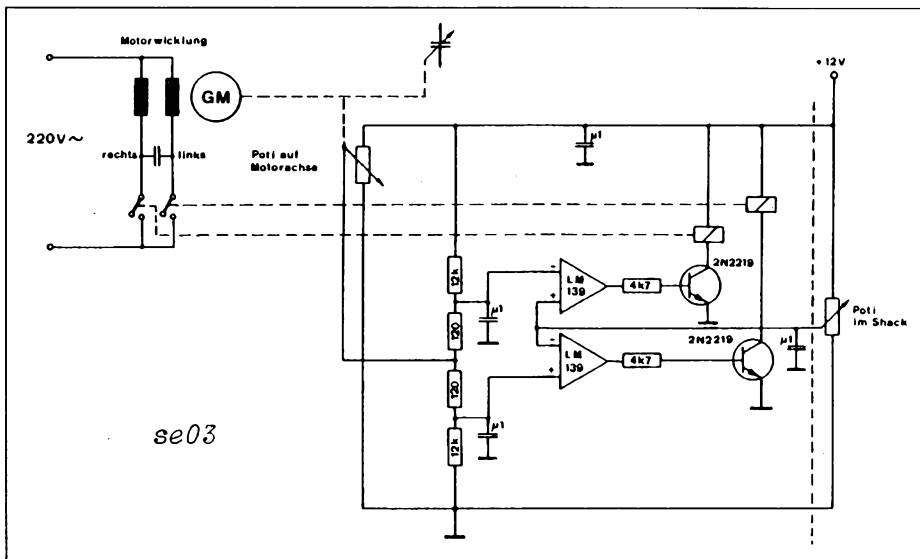 Motorwicklung
+ 12V
GM
220V ~
rechts
links
Poti auf
Motorachse
µ1
2N2219
12k
-
+
LM
139
4k7
µ1
120
Poti
im Shack
2N2219
µ1
-
+
LM
139
4k7
120
µ1
12k
se03